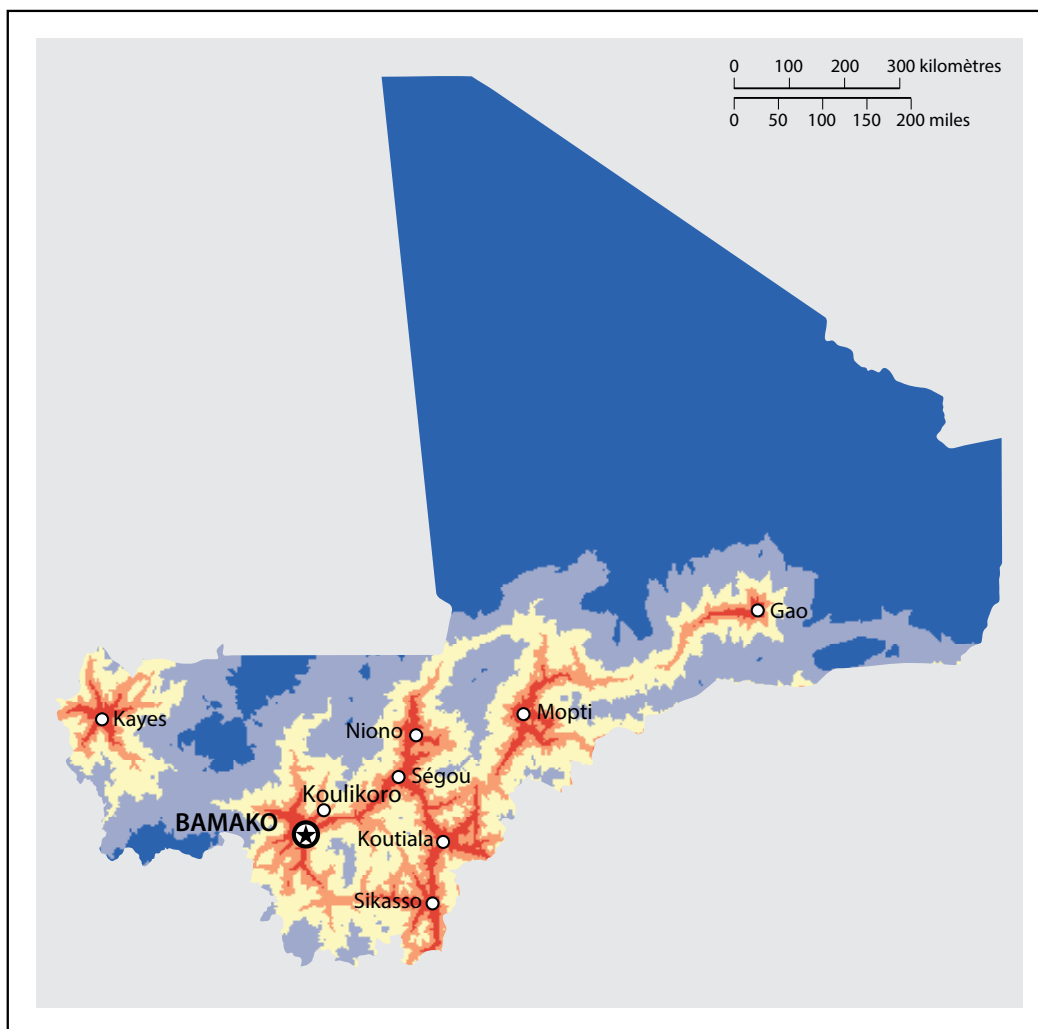 0 100 200 300 kilomètres
0 50 100 150 200 miles
Gao
Kayes
Mopti
Niono
Ségou
Koulikoro
BAMAKO
Koutiala
Sikasso